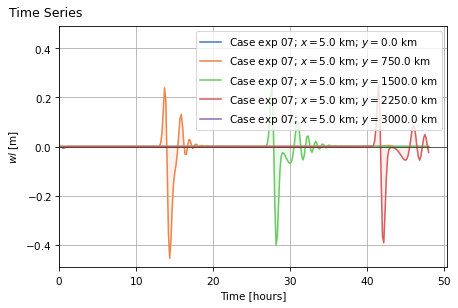 Time Series
0.4
0.2
0.0
−0.2
−0.4
wl [m]
Case exp 07; x = 5.0 km; y = 0.0 km
Case exp 07; x = 5.0 km; y = 750.0 km
Case exp 07; x = 5.0 km; y = 1500.0 km
Case exp 07; x = 5.0 km; y = 2250.0 km
Case exp 07; x = 5.0 km; y = 3000.0 km
0 10 20 30 40 50
Time [hours]